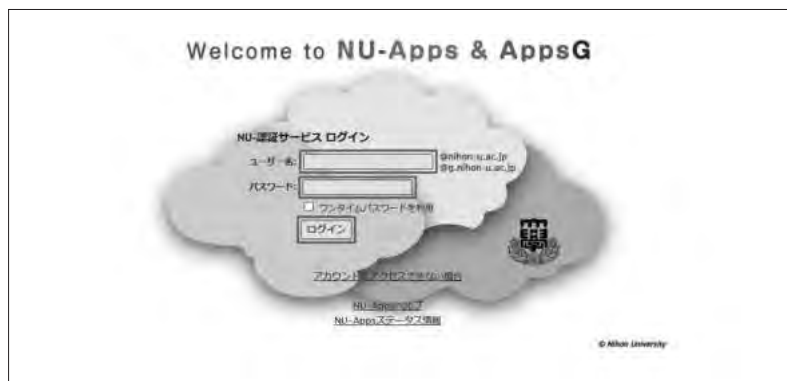 Welcome to NU-Apps & AppsG
NU-認証サービス ログイン
ユーザー名:
@nihon-u.ac.jp
@g.nihon-u.ac.jp
パスワード:
ワンタイムパスワードを利用
ログイン
アカウントにアクセスできない場合
NU-Appsヘルプ
NU-Appsステータス情報
© Nihon University